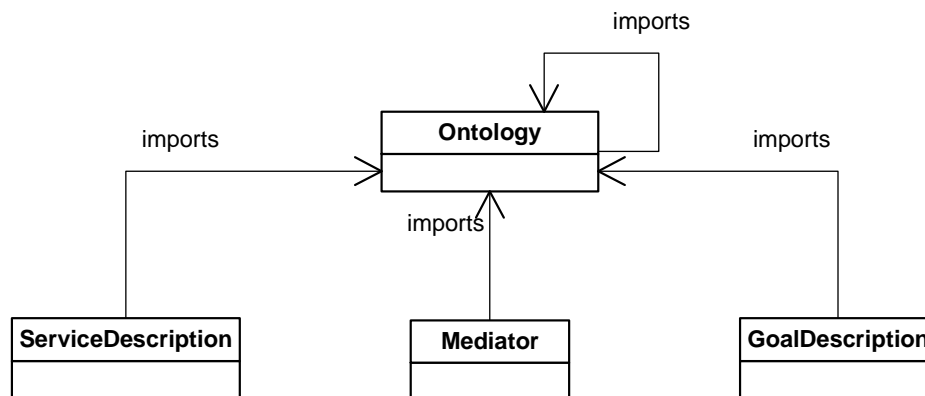 imports
Ontology
imports
imports
imports
ServiceDescription
Mediator
GoalDescription